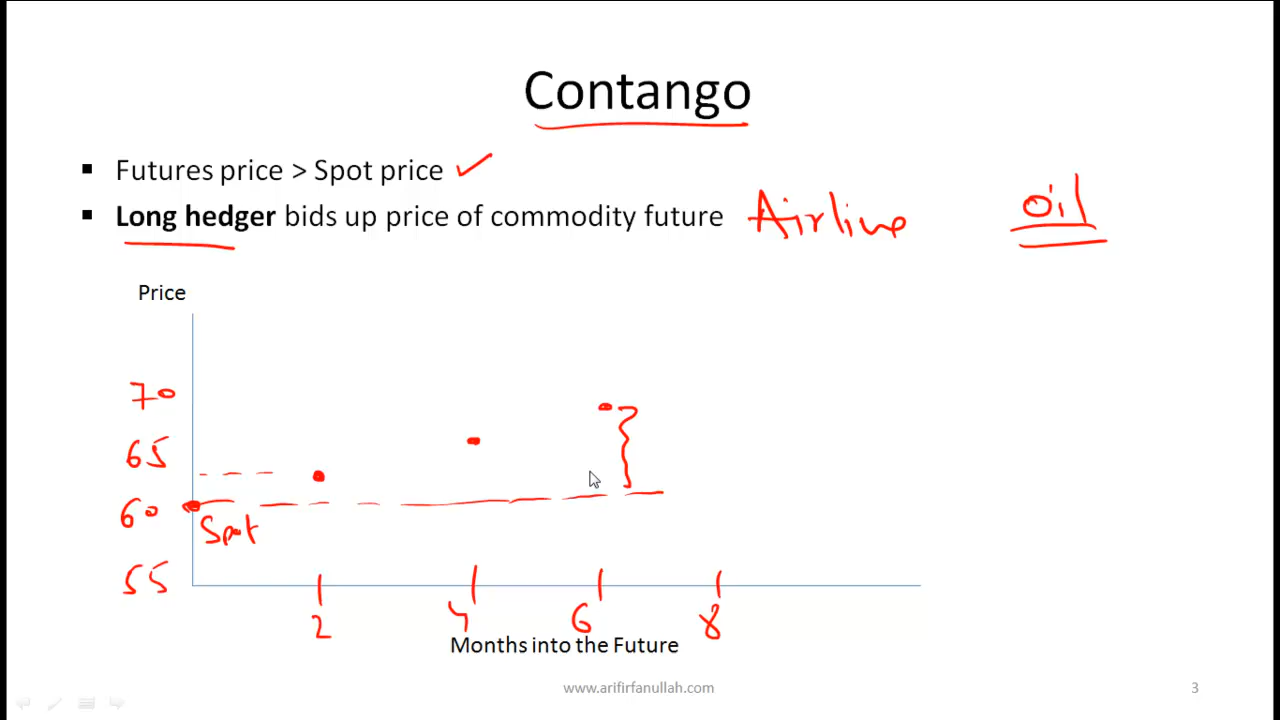 Contango
▪ Futures price > Spot price ✓
▪ Long hedger bids up price of commodity future Airline Oil
Price
70
65
60
Spot
55
2 4 6 8
Months into the Future
www.arifirfanullah.com 3